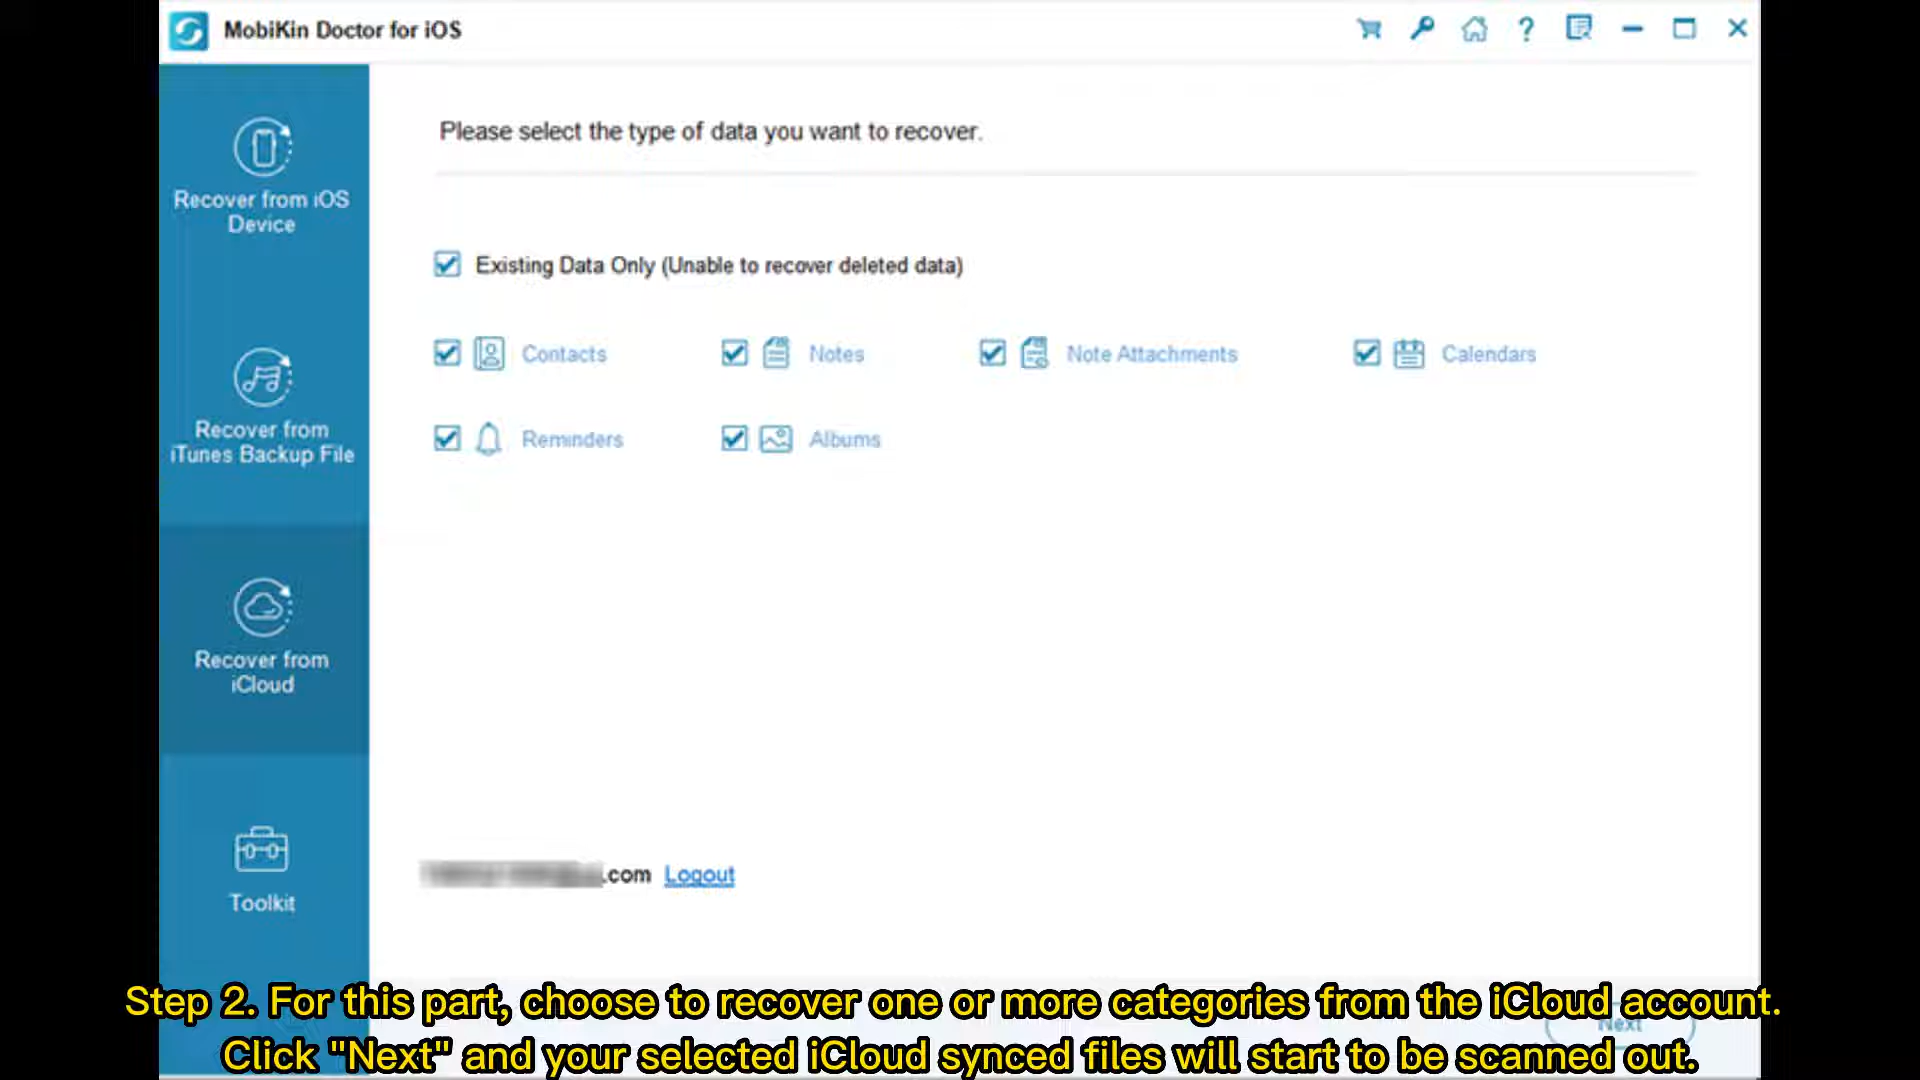 MobiKin Doctor for iOS
Please select the type of data you want to recover.
Recover from iOS
Device
Existing Data Only (Unable to recover deleted data)
Contacts Notes Note Attachments Calendars
Reminders Albums
Recover from
iTunes Backup File
Recover from
iCloud
Toolkit
.com Logout
Next
Step 2. For this part, choose to recover one or more categories from the iCloud account.
Click "Next" and your selected iCloud synced files will start to be scanned out.